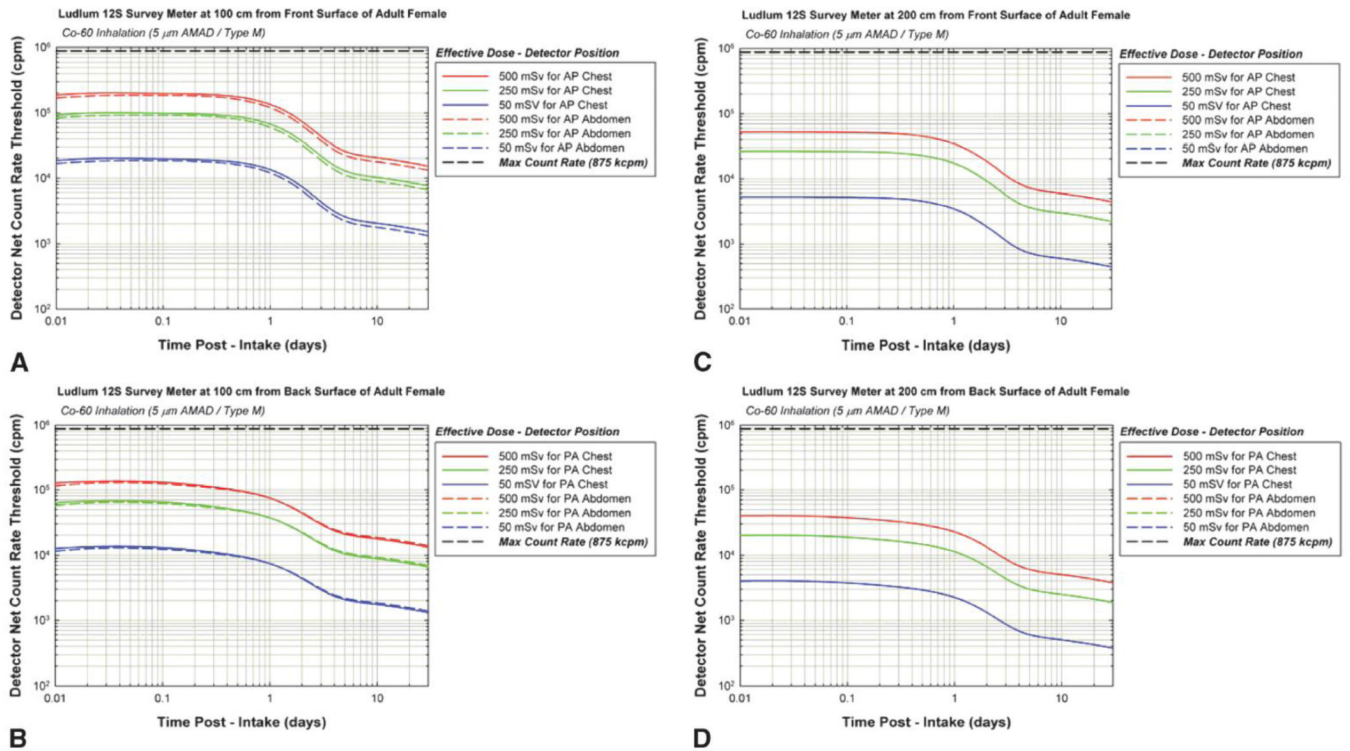 Ludlum 12S Survey Meter at 100 cm from Front Surface of Adult Female
Co-60 Inhalation (5 μm AMAD / Type M)
Detector Net Count Rate Threshold (cpm)
10⁶
10⁵
10⁴
10³
10²
0.01
0.1
1
10
Time Post - Intake (days)
Effective Dose - Detector Position
500 mSv for AP Chest
250 mSv for AP Chest
50 mSV for AP Chest
500 mSv for AP Abdomen
250 mSv for AP Abdomen
50 mSv for AP Abdomen
Max Count Rate (875 kcpm)
A
Ludlum 12S Survey Meter at 100 cm from Back Surface of Adult Female
Co-60 Inhalation (5 μm AMAD / Type M)
Detector Net Count Rate Threshold (cpm)
10⁶
10⁵
10⁴
10³
10²
0.01
0.1
1
10
Time Post - Intake (days)
Effective Dose - Detector Position
500 mSv for PA Chest
250 mSv for PA Chest
50 mSV for PA Chest
500 mSv for PA Abdomen
250 mSv for PA Abdomen
50 mSv for PA Abdomen
Max Count Rate (875 kcpm)
B
Ludlum 12S Survey Meter at 200 cm from Front Surface of Adult Female
Co-60 Inhalation (5 μm AMAD / Type M)
Detector Net Count Rate Threshold (cpm)
10⁶
10⁵
10⁴
10³
10²
0.01
0.1
1
10
Time Post - Intake (days)
Effective Dose - Detector Position
500 mSv for AP Chest
250 mSv for AP Chest
50 mSV for AP Chest
500 mSv for AP Abdomen
250 mSv for AP Abdomen
50 mSv for AP Abdomen
Max Count Rate (875 kcpm)
C
Ludlum 12S Survey Meter at 200 cm from Back Surface of Adult Female
Co-60 Inhalation (5 μm AMAD / Type M)
Detector Net Count Rate Threshold (cpm)
10⁶
10⁵
10⁴
10³
10²
0.01
0.1
1
10
Time Post - Intake (days)
Effective Dose - Detector Position
500 mSv for PA Chest
250 mSv for PA Chest
50 mSV for PA Chest
500 mSv for PA Abdomen
250 mSv for PA Abdomen
50 mSv for PA Abdomen
Max Count Rate (875 kcpm)
D